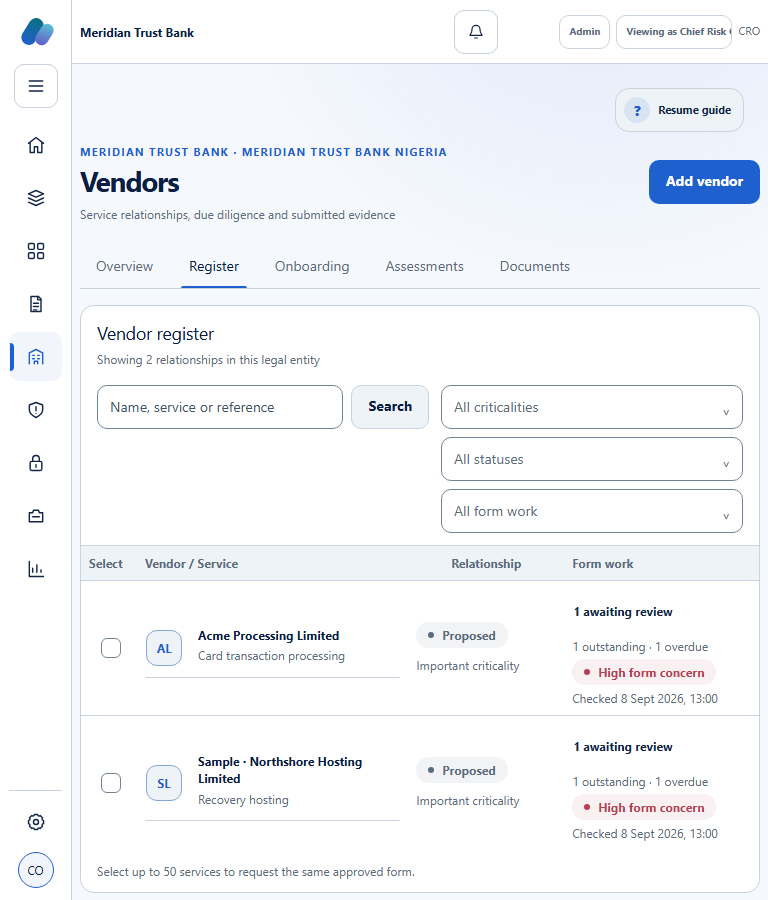 Meridian Trust Bank
Admin
Viewing as Chief Risk
CRO
? Resume guide
MERIDIAN TRUST BANK · MERIDIAN TRUST BANK NIGERIA
Vendors
Add vendor
Service relationships, due diligence and submitted evidence
Overview Register Onboarding Assessments Documents
Vendor register
Showing 2 relationships in this legal entity
Name, service or reference
Search
All criticalities
All statuses
All form work
Select Vendor / Service Relationship Form work
AL
Acme Processing Limited
Card transaction processing
Proposed
Important criticality
1 awaiting review
1 outstanding · 1 overdue
High form concern
Checked 8 Sept 2026, 13:00
SL
Sample · Northshore Hosting
Limited
Recovery hosting
Proposed
Important criticality
1 awaiting review
1 outstanding · 1 overdue
High form concern
Checked 8 Sept 2026, 13:00
Select up to 50 services to request the same approved form.
CO